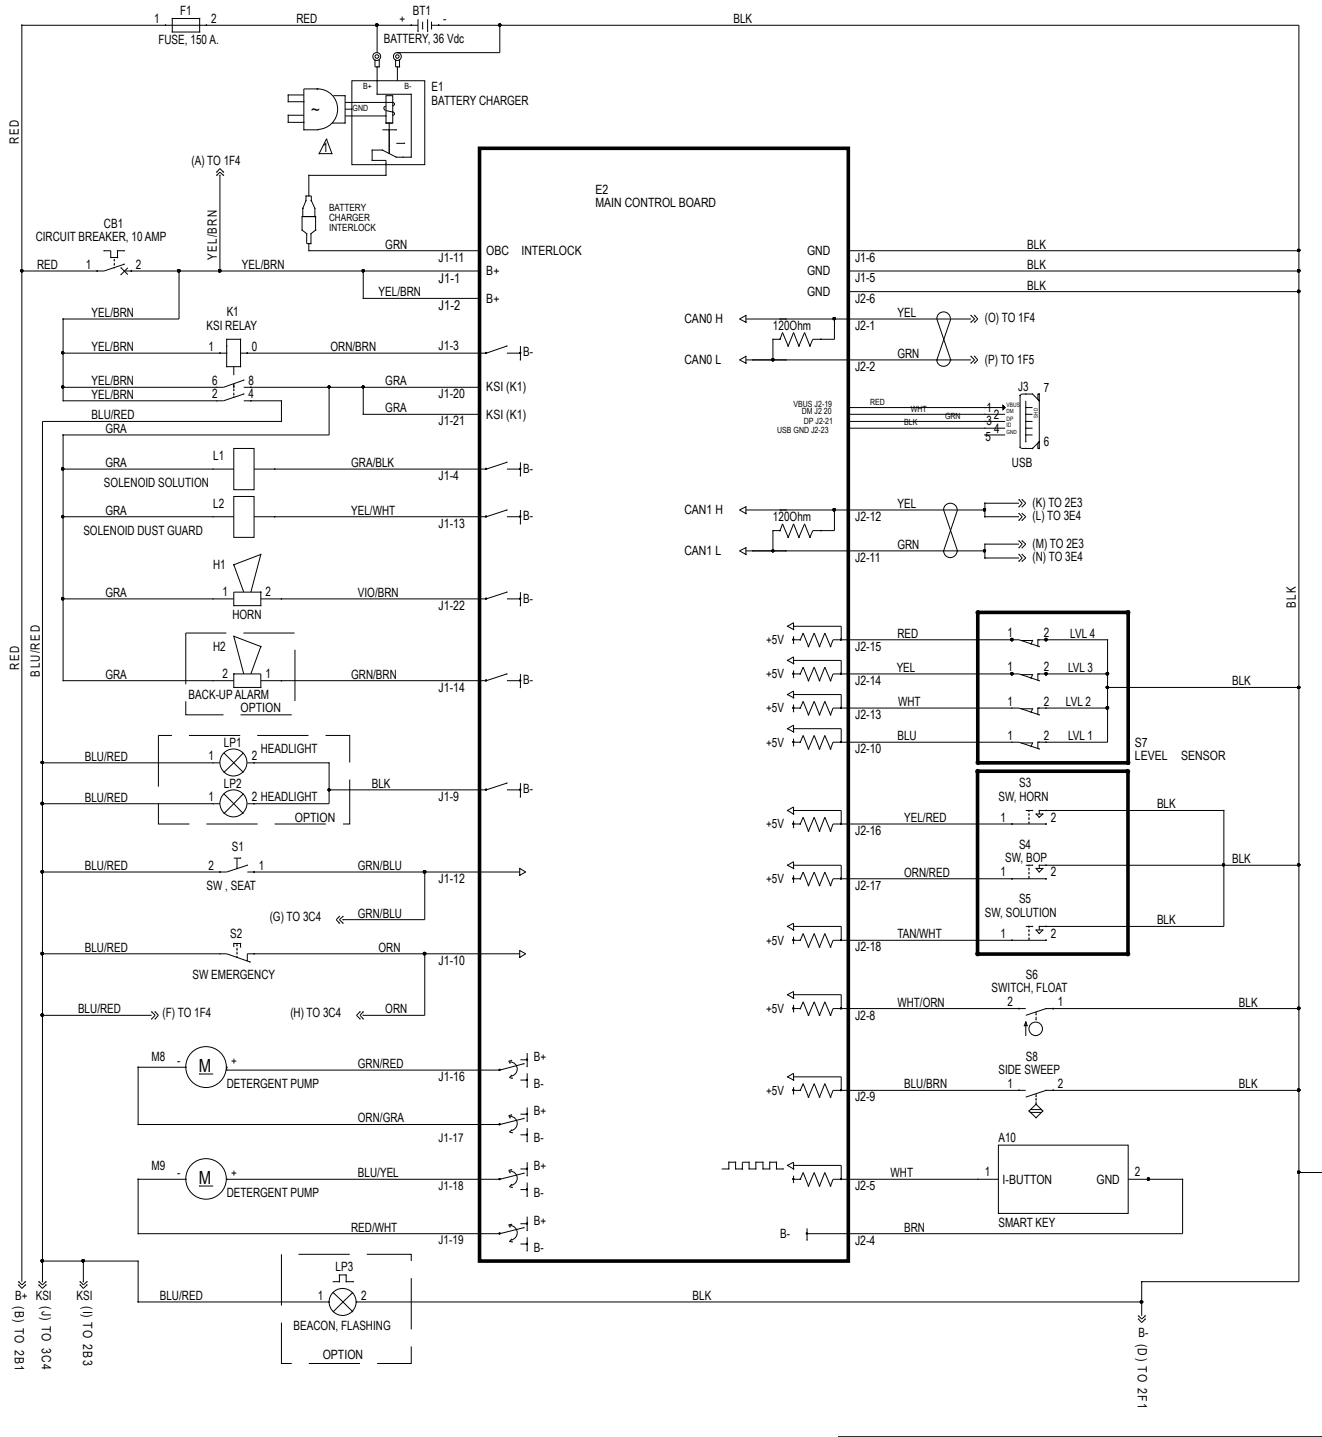 1 F1 2 RED + BT1 - BLK
FUSE, 150 A.
BATTERY, 36 Vdc
B+ B- E1
BATTERY CHARGER
GND
~
RED
(A) TO 1F4
E2
MAIN CONTROL BOARD
BATTERY
CHARGER
INTERLOCK
YEL/BRN
CB1
CIRCUIT BREAKER, 10 AMP
GRN J1-11 OBC INTERLOCK GND J1-6 BLK
RED 1 2 YEL/BRN J1-1 B+ GND J1-5 BLK
YEL/BRN J1-2 B+ GND J2-6 BLK
YEL/BRN K1
KSI RELAY
CAN0 H J2-1 YEL (O) TO 1F4
120Ohm
YEL/BRN 1 0 ORN/BRN J1-3 B-
CAN0 L J2-2 GRN (P) TO 1F5
YEL/BRN 6 8 GRA J1-20 KSI (K1)
YEL/BRN 2 4
BLU/RED GRA J1-21 KSI (K1)
GRA
J3 7
VBUS J2-19 RED 1 VBUS
DM J2 20 WHT 2 DM
DP J2-21 GRN 3 DP
USB GND J2-23 BLK 4 ID
5 GND
GND
6
USB
GRA L1 GRA/BLK J1-4 B-
SOLENOID SOLUTION
GRA L2 YEL/WHT J1-13 B-
SOLENOID DUST GUARD
CAN1 H J2-12 YEL (K) TO 2E3
(L) TO 3E4
120Ohm
CAN1 L J2-11 GRN (M) TO 2E3
(N) TO 3E4
H1
GRA 1 2 VIO/BRN J1-22 B-
HORN
BLK
RED
BLU/RED
H2
GRA 2 1 GRN/BRN J1-14 B-
BACK-UP ALARM
OPTION
+5V J2-15 RED 1 2 LVL 4
+5V J2-14 YEL 1 2 LVL 3
BLK
+5V J2-13 WHT 1 2 LVL 2
+5V J2-10 BLU 1 2 LVL 1
S7
LEVEL SENSOR
LP1
BLU/RED 1 2 HEADLIGHT
LP2
BLU/RED 1 2 HEADLIGHT
OPTION
BLK J1-9 B-
S3
SW, HORN
BLK
+5V J2-16 YEL/RED 1 2
S4
SW, BOP
BLK
+5V J2-17 ORN/RED 1 2
S5
SW, SOLUTION
BLK
+5V J2-18 TAN/WHT 1 2
S1
BLU/RED 2 1 GRN/BLU J1-12
SW , SEAT
(G) TO 3C4 GRN/BLU
S2
BLU/RED ORN J1-10
SW EMERGENCY
BLU/RED (F) TO 1F4 (H) TO 3C4 ORN
S6
SWITCH, FLOAT
+5V J2-8 WHT/ORN 2 1 BLK
M8 - M + GRN/RED J1-16 B+
B-
DETERGENT PUMP
S8
SIDE SWEEP
+5V J2-9 BLU/BRN 1 2 BLK
ORN/GRA J1-17 B+
B-
M9 - M + BLU/YEL J1-18 B+
B-
DETERGENT PUMP
A10
J2-5 WHT 1 I-BUTTON GND 2
SMART KEY
RED/WHT J1-19 B+
B-
B- J2-4 BRN
LP3
BLU/RED 1 2 BLK
BEACON, FLASHING
OPTION
B+ (B) TO 2B1
KSI (J) TO 3C4
KSI (I) TO 2B3
B- (D) TO 2F1